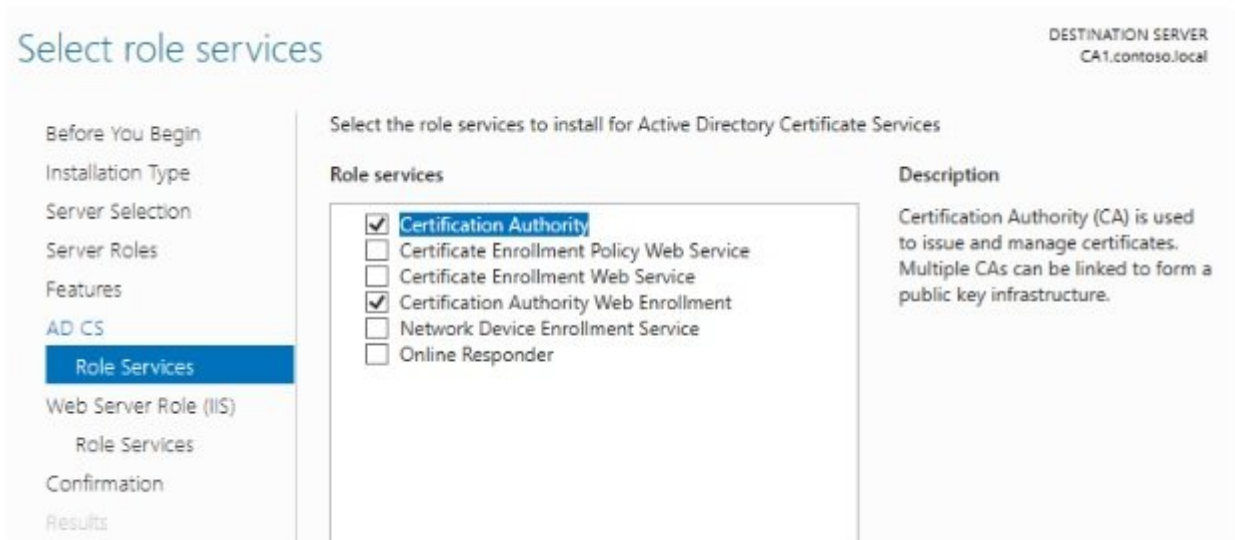 Select role services
DESTINATION SERVER
CA1.contoso.local
Before You Begin
Installation Type
Server Selection
Server Roles
Features
AD CS
Role Services
Web Server Role (IIS)
Role Services
Confirmation
Results
Select the role services to install for Active Directory Certificate Services
Role services
Certification Authority
Certificate Enrollment Policy Web Service
Certificate Enrollment Web Service
Certification Authority Web Enrollment
Network Device Enrollment Service
Online Responder
Description
Certification Authority (CA) is used
to issue and manage certificates.
Multiple CAs can be linked to form a
public key infrastructure.